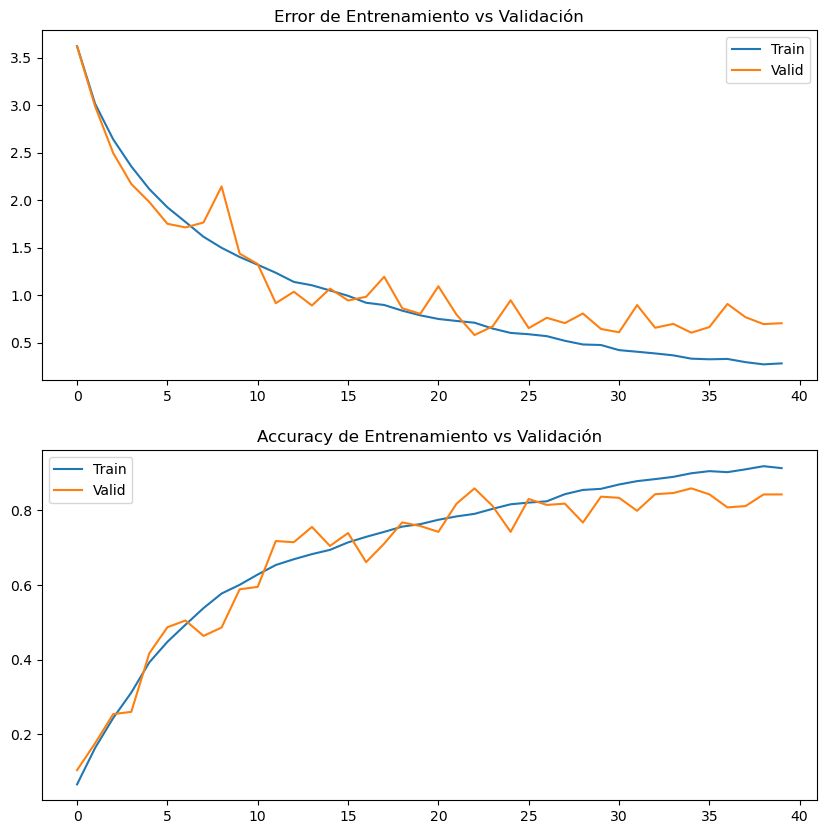 Error de Entrenamiento vs Validación
3.5
3.0
2.5
2.0
1.5
1.0
0.5
Train
Valid
0 5 10 15 20 25 30 35 40
Accuracy de Entrenamiento vs Validación
Train
Valid
0.8
0.6
0.4
0.2
0 5 10 15 20 25 30 35 40